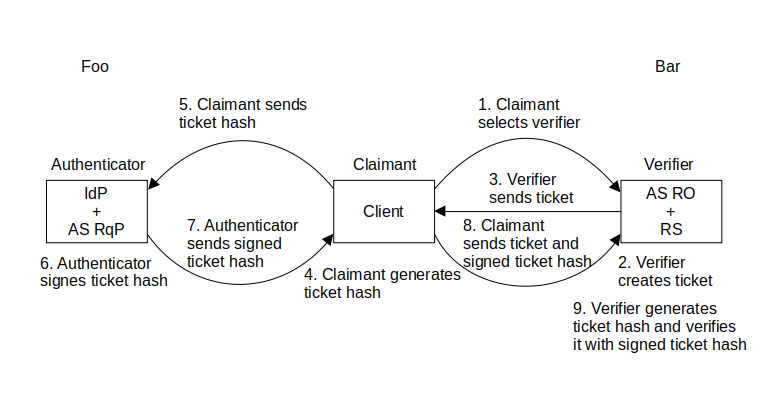 Foo
Bar
5. Claimant sends
ticket hash
1. Claimant
selects verifier
Authenticator
Claimant
Verifier
3. Verifier
sends ticket
IdP
+
AS RqP
Client
AS RO
+
RS
7. Authenticator
sends signed
ticket hash
8. Claimant
sends ticket and
signed ticket hash
6. Authenticator
signes ticket hash
4. Claimant generates
ticket hash
2. Verifier
creates ticket
9. Verifier generates
ticket hash and verifies
it with signed ticket hash